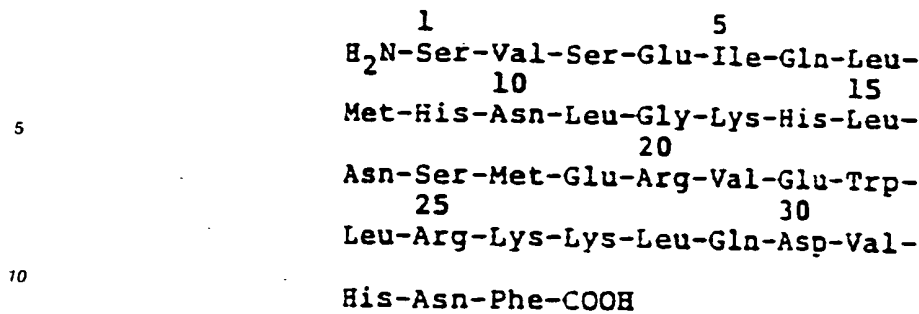 1 5
H₂N-Ser-Val-Ser-Glu-Ile-Gln-Leu-
10 15
5 Met-His-Asn-Leu-Gly-Lys-His-Leu-
20
Asn-Ser-Met-Glu-Arg-Val-Glu-Trp-
25 30
Leu-Arg-Lys-Lys-Leu-Gln-Asp-Val-
10 His-Asn-Phe-COOH